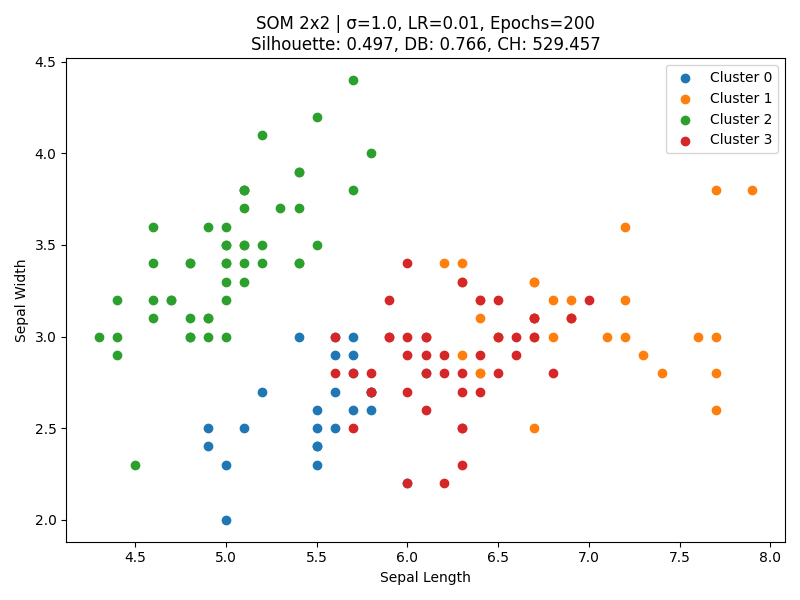 SOM 2x2 | σ=1.0, LR=0.01, Epochs=200
Silhouette: 0.497, DB: 0.766, CH: 529.457
Cluster 0
Cluster 1
Cluster 2
Cluster 3
4.5
4.0
3.5
3.0
2.5
2.0
Sepal Width
4.5 5.0 5.5 6.0 6.5 7.0 7.5 8.0
Sepal Length